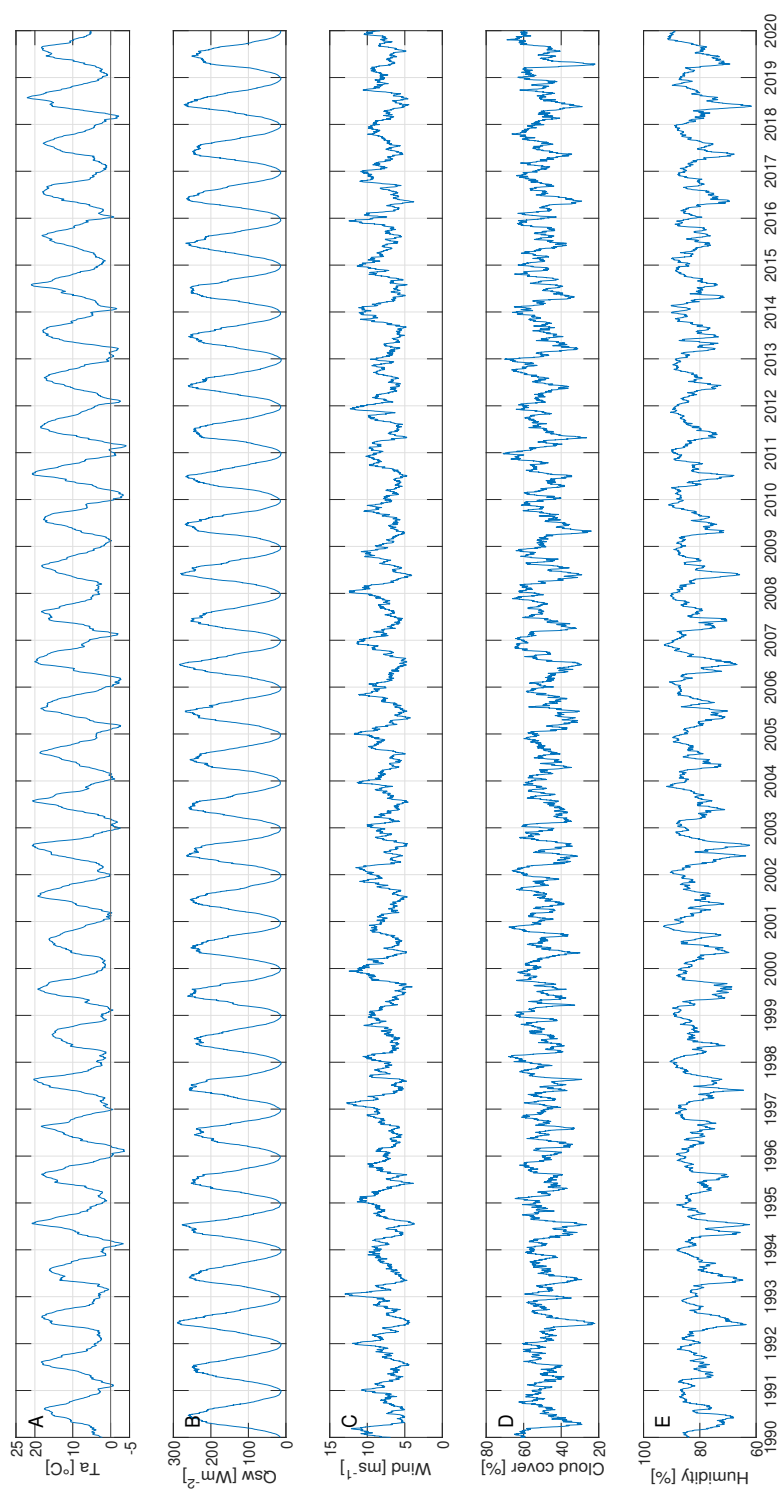 A
25
20
10
0
-5
Ta [°C]
B
300
200
100
0
Qsw [Wm-2]
C
15
10
5
0
Wind [ms-1]
D
80
60
40
20
Cloud cover [%]
E
100
80
60
Humidity [%]
1990 1991 1992 1993 1994 1995 1996 1997 1998 1999 2000 2001 2002 2003 2004 2005 2006 2007 2008 2009 2010 2011 2012 2013 2014 2015 2016 2017 2018 2019 2020